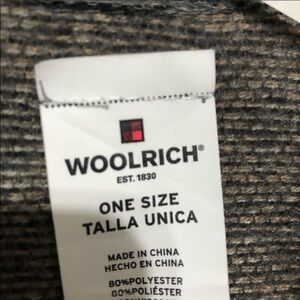 WOOLRICH®
EST. 1830
ONE SIZE
TALLA UNICA
MADE IN CHINA
HECHO EN CHINA
80%POLYESTER
80%POLIÉSTER